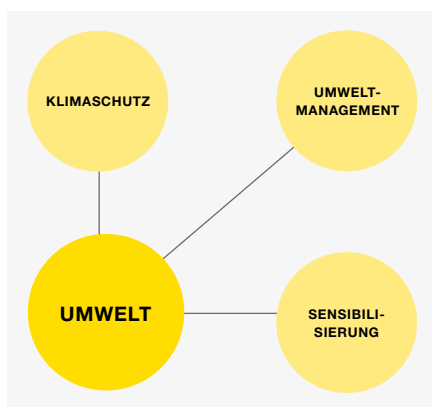 KLIMASCHUTZ
UMWELT-
MANAGEMENT
UMWELT
SENSIBILI-
SIERUNG